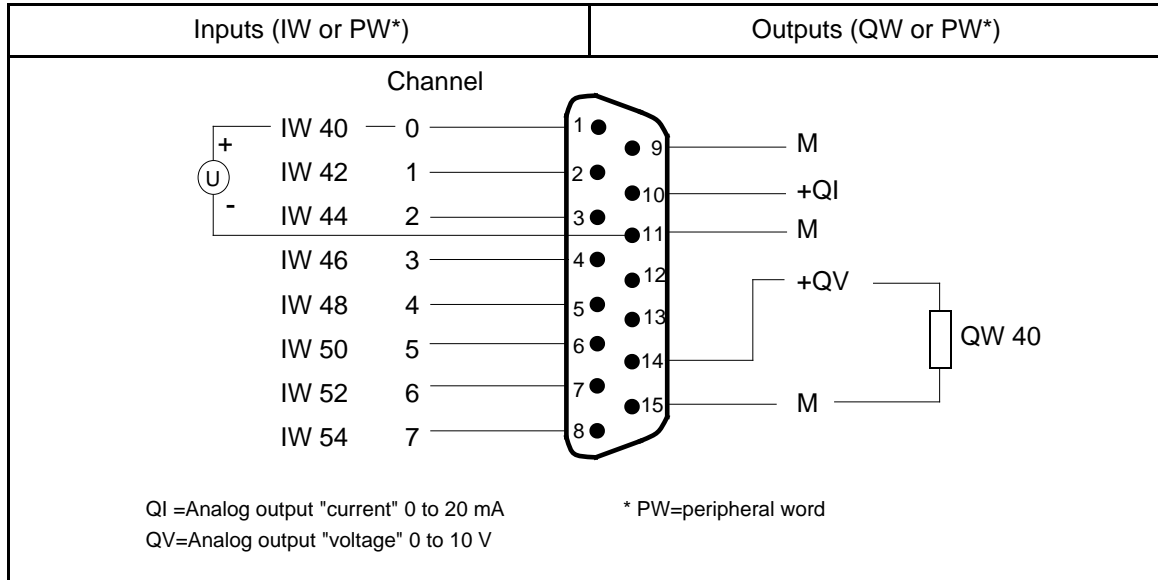 Inputs (IW or PW*) Outputs (QW or PW*)
Channel
IW 40 0 1 9 M
+
U
-
IW 42 1 2 10 +QI
IW 44 2 3 11 M
IW 46 3 4 12 +QV
IW 48 4 5 13
IW 50 5 6 14 QW 40
IW 52 6 7 15 M
IW 54 7 8
QI =Analog output "current" 0 to 20 mA * PW=peripheral word
QV=Analog output "voltage" 0 to 10 V